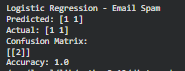 Logistic Regression - Email Spam
Predicted: [1 1]
Actual: [1 1]
Confusion Matrix:
[[2]]
Accuracy: 1.0